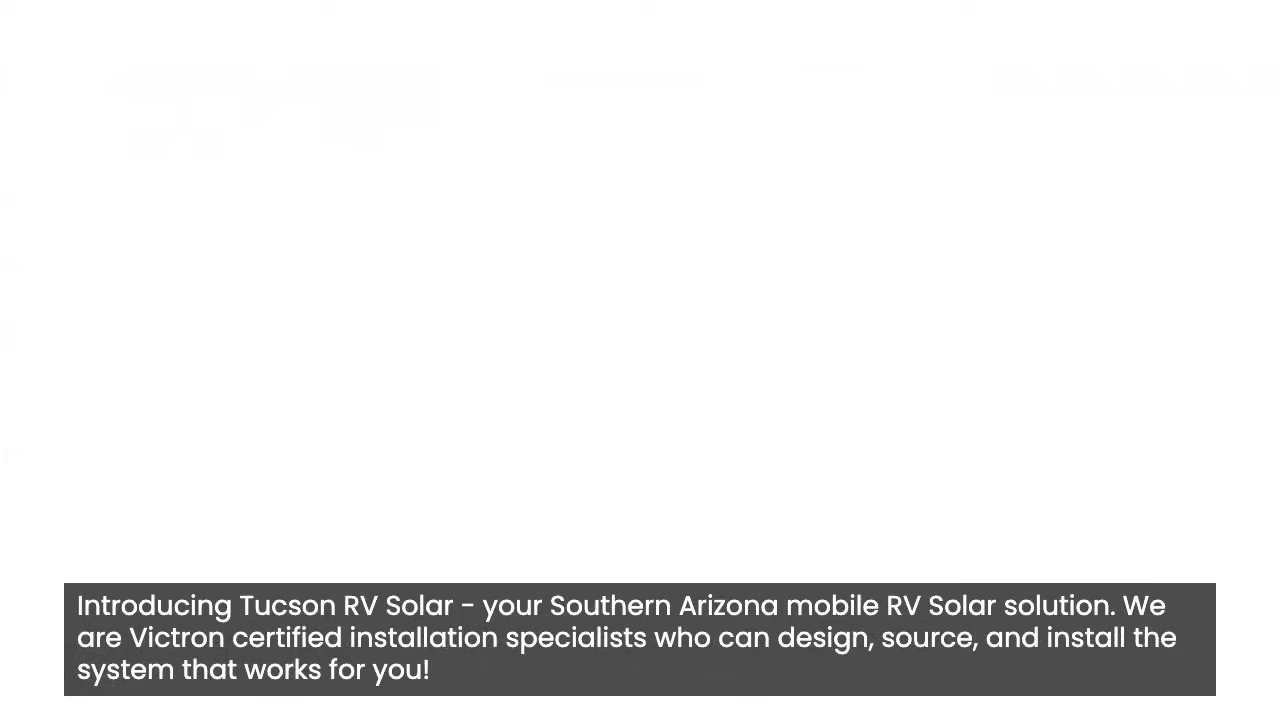 Introducing Tucson RV Solar - your Southern Arizona mobile RV Solar solution. We
are Victron certified installation specialists who can design, source, and install the
system that works for you!